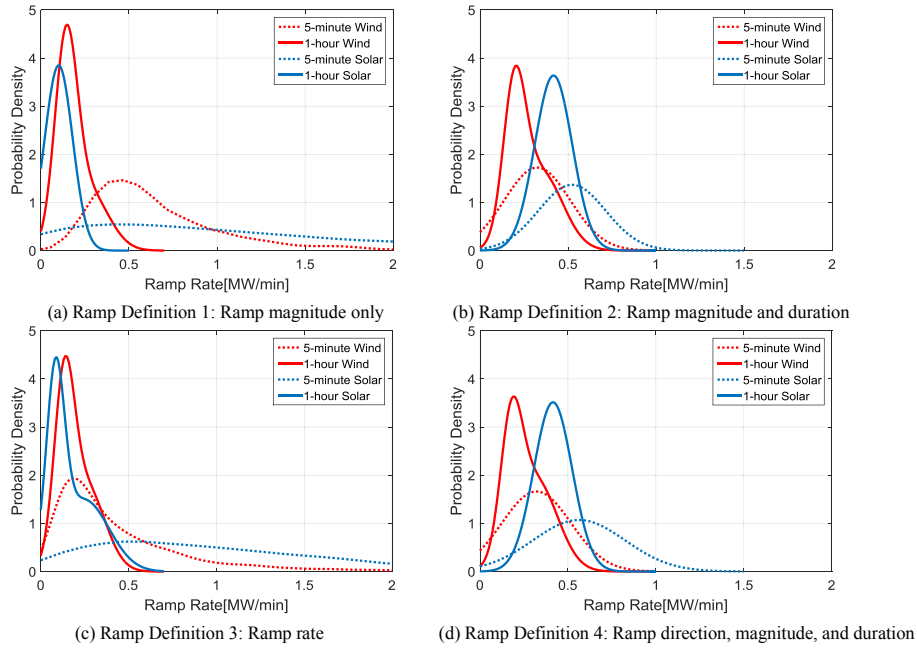 5
4
3
2
1
0
Probability Density
5-minute Wind
1-hour Wind
5-minute Solar
1-hour Solar
0
0.5
1
1.5
2
Ramp Rate[MW/min]
(a) Ramp Definition 1: Ramp magnitude only
5
4
3
2
1
0
Probability Density
5-minute Wind
1-hour Wind
5-minute Solar
1-hour Solar
0
0.5
1
1.5
2
Ramp Rate[MW/min]
(b) Ramp Definition 2: Ramp magnitude and duration
5
4
3
2
1
0
Probability Density
5-minute Wind
1-hour Wind
5-minute Solar
1-hour Solar
0
0.5
1
1.5
2
Ramp Rate[MW/min]
(c) Ramp Definition 3: Ramp rate
5
4
3
2
1
0
Probability Density
5-minute Wind
1-hour Wind
5-minute Solar
1-hour Solar
0
0.5
1
1.5
2
Ramp Rate[MW/min]
(d) Ramp Definition 4: Ramp direction, magnitude, and duration